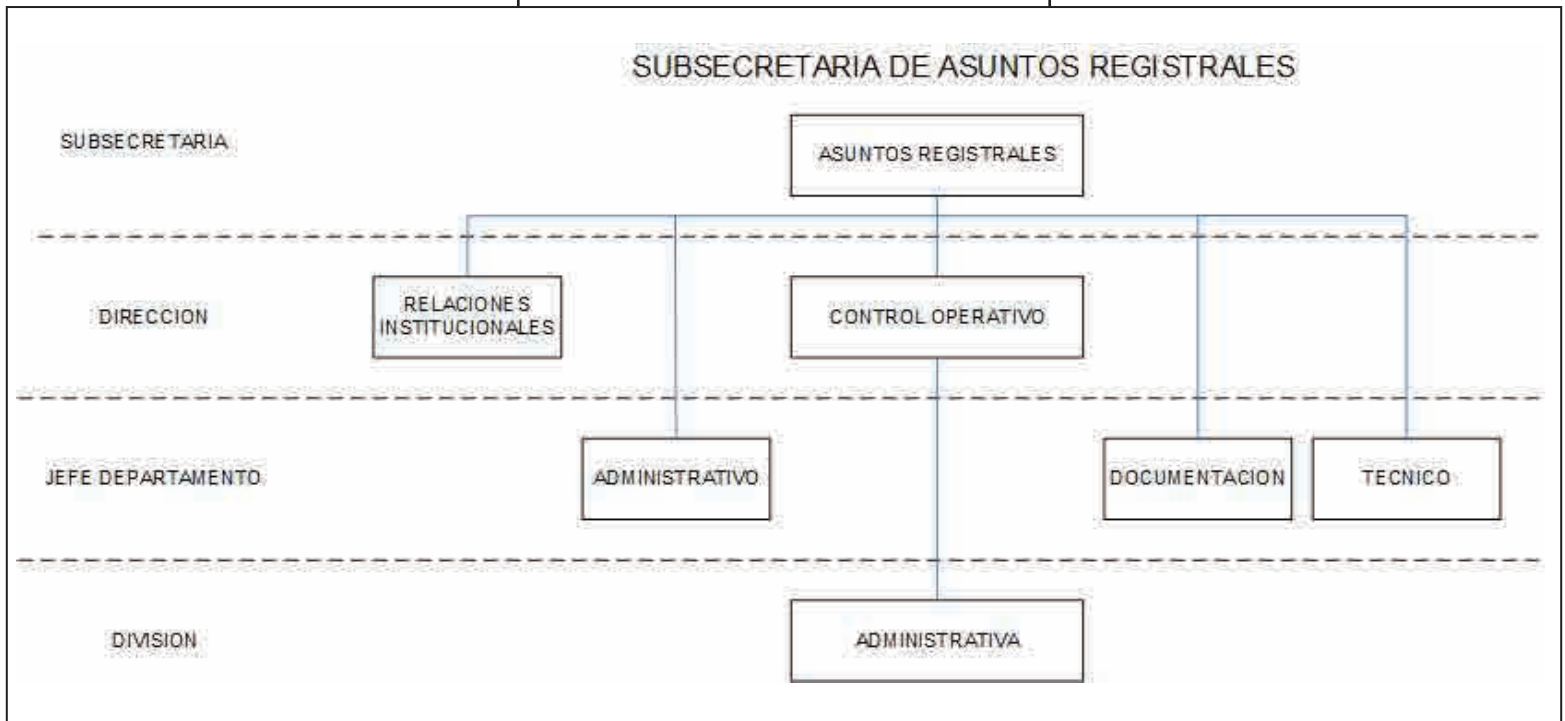 SUBSECRETARIA DE ASUNTOS REGISTRALES
SUBSECRETARIA
ASUNTOS REGISTRALES
DIRECCION
RELACIONES
INSTITUCIONALES
CONTROL OPERATIVO
JEFE DEPARTAMENTO
ADMINISTRATIVO
DOCUMENTACION
TECNICO
DIVISION
ADMINISTRATIVA